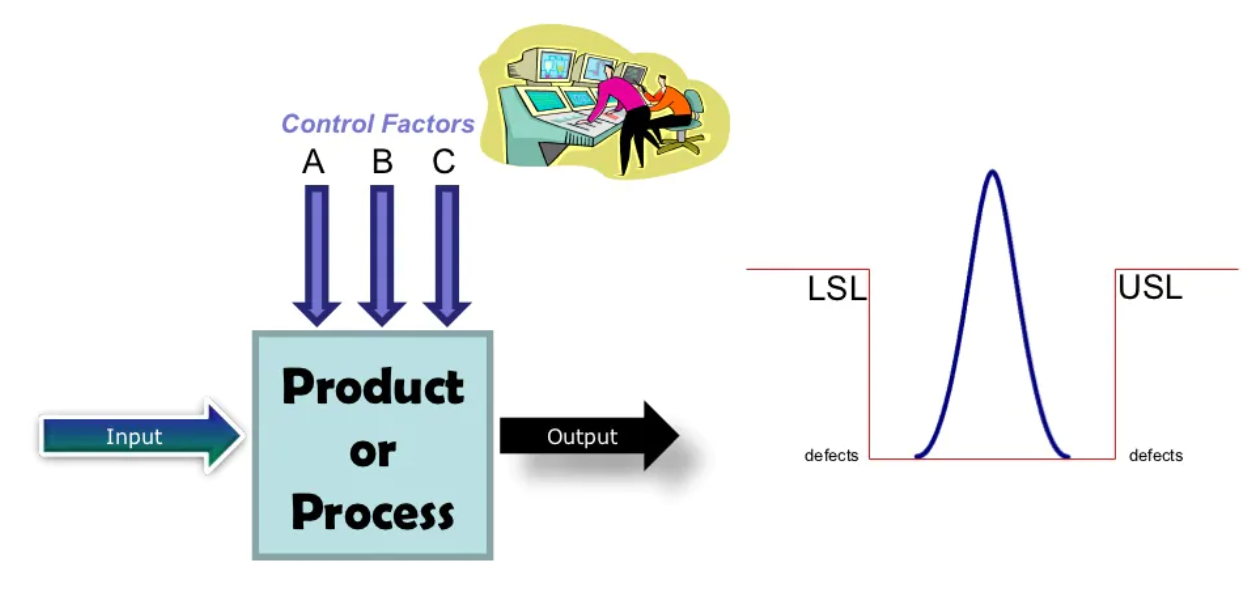 Control Factors
A B C
Input
Product
or
Process
Output
LSL
USL
defects
defects